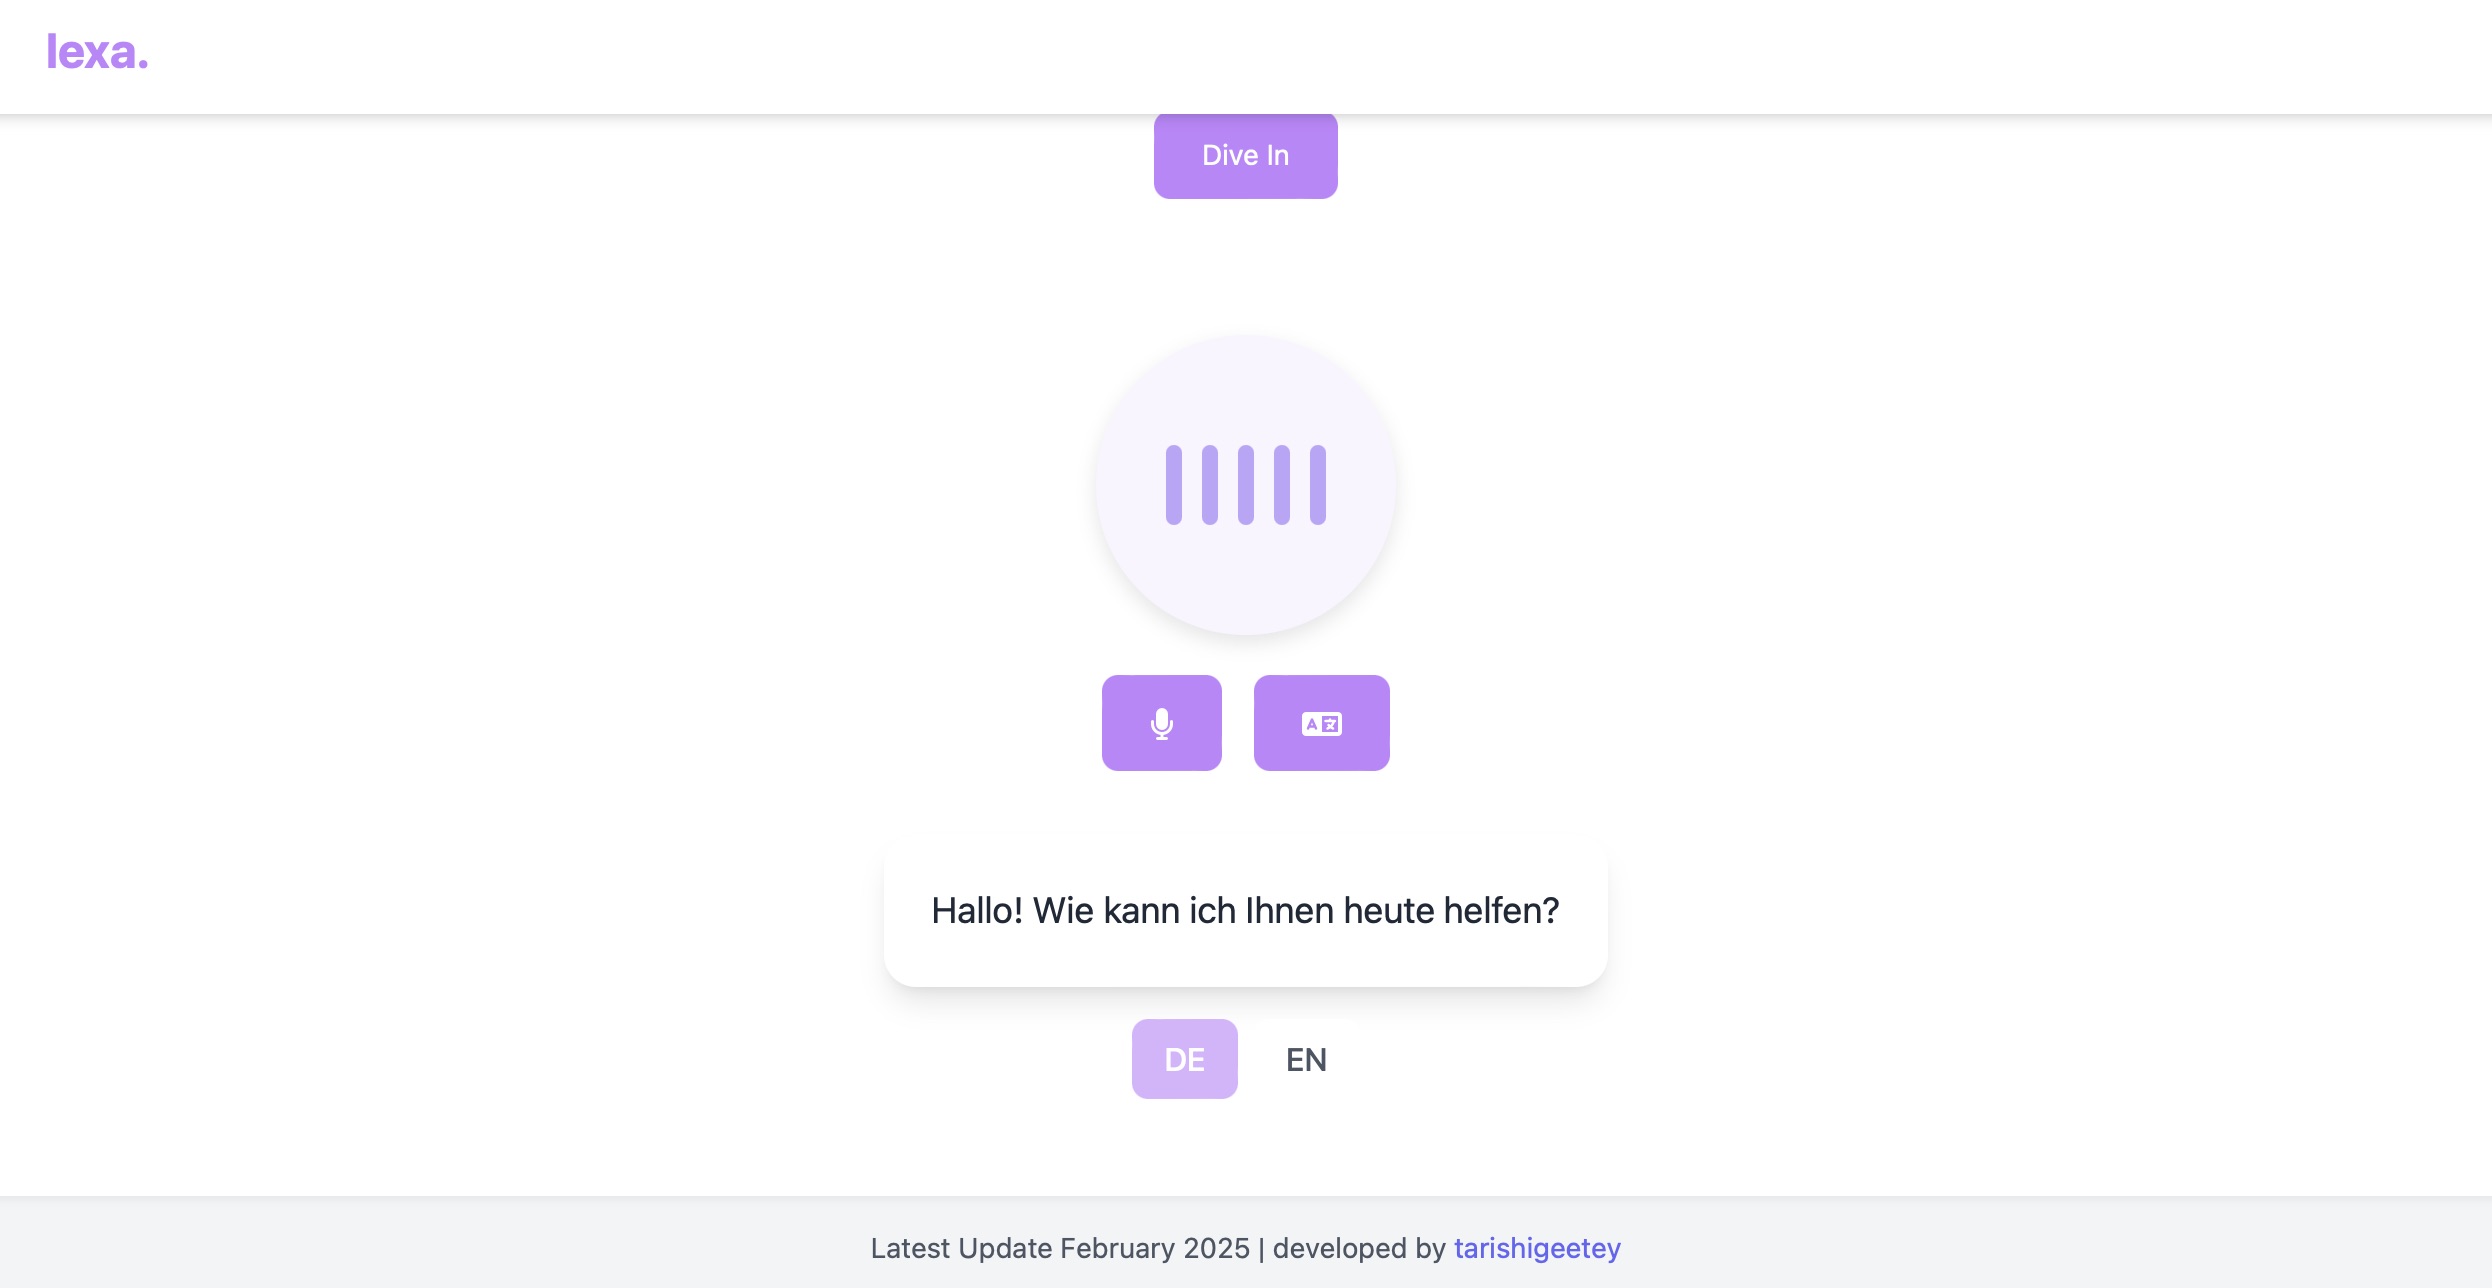 lexa.
Dive In
A 文
Hallo! Wie kann ich Ihnen heute helfen?
DE EN
Latest Update February 2025 | developed by tarishigeetey